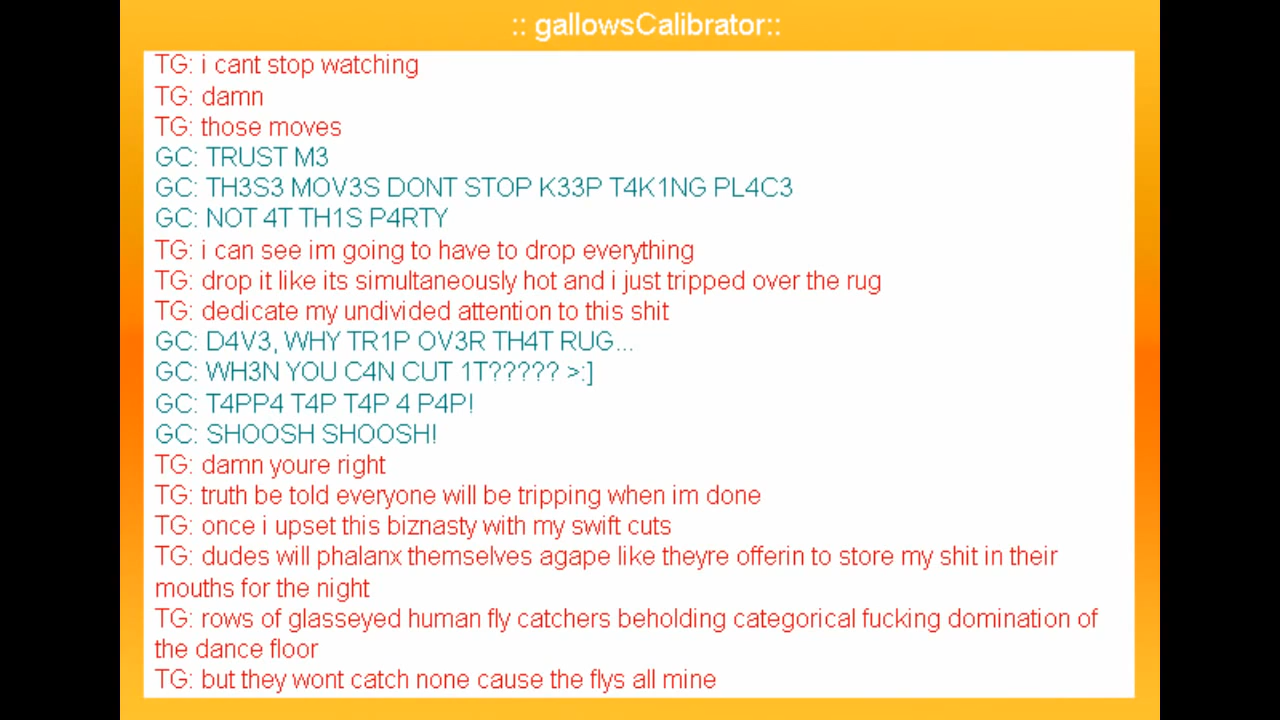 :: gallowsCalibrator::
TG: i cant stop watching
TG: damn
TG: those moves
GC: TRUST M3
GC: TH3S3 MOV3S DONT STOP K33P T4K1NG PL4C3
GC: NOT 4T TH1S P4RTY
TG: i can see im going to have to drop everything
TG: drop it like its simultaneously hot and i just tripped over the rug
TG: dedicate my undivided attention to this shit
GC: D4V3, WHY TR1P OV3R TH4T RUG...
GC: WH3N YOU C4N CUT 1T????? >:]
GC: T4PP4 T4P T4P 4 P4P!
GC: SHOOSH SHOOSH!
TG: damn youre right
TG: truth be told everyone will be tripping when im done
TG: once i upset this biznasty with my swift cuts
TG: dudes will phalanx themselves agape like theyre offerin to store my shit in their
mouths for the night
TG: rows of glasseyed human fly catchers beholding categorical fucking domination of
the dance floor
TG: but they wont catch none cause the flys all mine